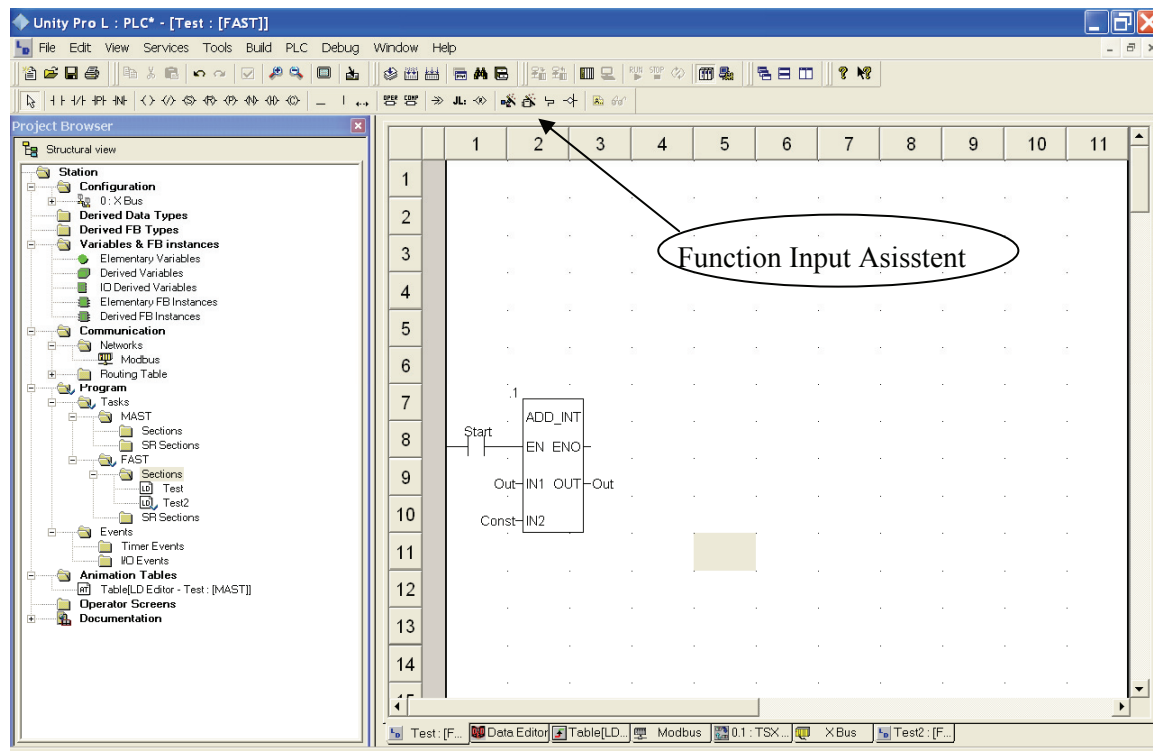 Unity Pro L : PLC* - [Test : [FAST]]
File Edit View Services Tools Build PLC Debug Window Help
Project Browser
Structural view
Station
Configuration
0 : X Bus
Derived Data Types
Derived FB Types
Variables & FB instances
Elementary Variables
Derived Variables
IO Derived Variables
Elementary FB Instances
Derived FB Instances
Communication
Networks
Modbus
Routing Table
Program
Tasks
MAST
Sections
SR Sections
FAST
Sections
Test
Test2
SR Sections
Events
Timer Events
I/O Events
Animation Tables
Table[LD Editor - Test : [MAST]]
Operator Screens
Documentation
1 2 3 4 5 6 7 8 9 10 11
1
2
3
Function Input Asisstent
4
5
6
7
.1
ADD_INT
8
Start
EN ENO
9
Out IN1 OUT Out
10
Const IN2
11
12
13
14
Test : [F... Data Editor Table[LD... Modbus 0.1 : TSX ... X Bus Test2 : [F...